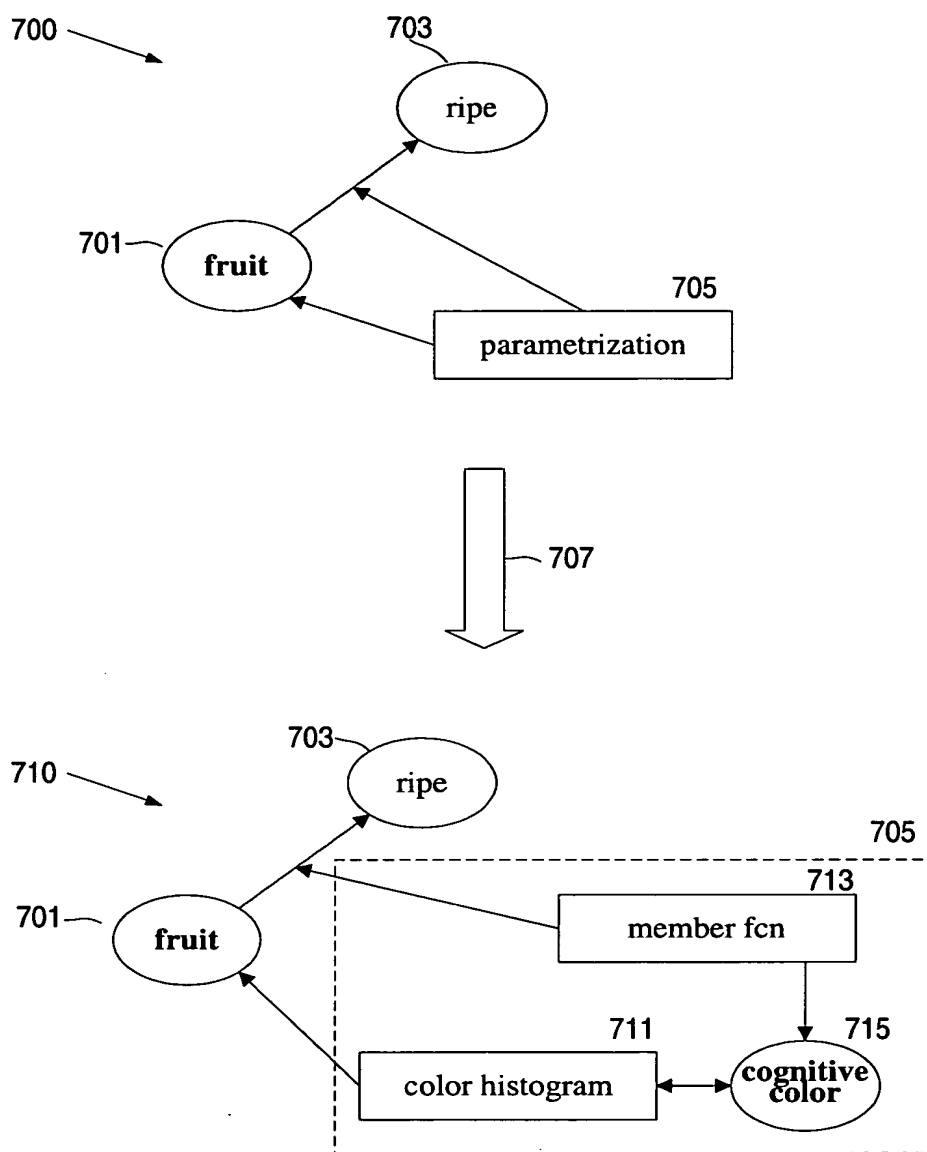 700
703
ripe
701
fruit
705
parametrization
707
703
ripe
710
705
713
701
member fcn
fruit
711
715
cognitive
color
color histogram